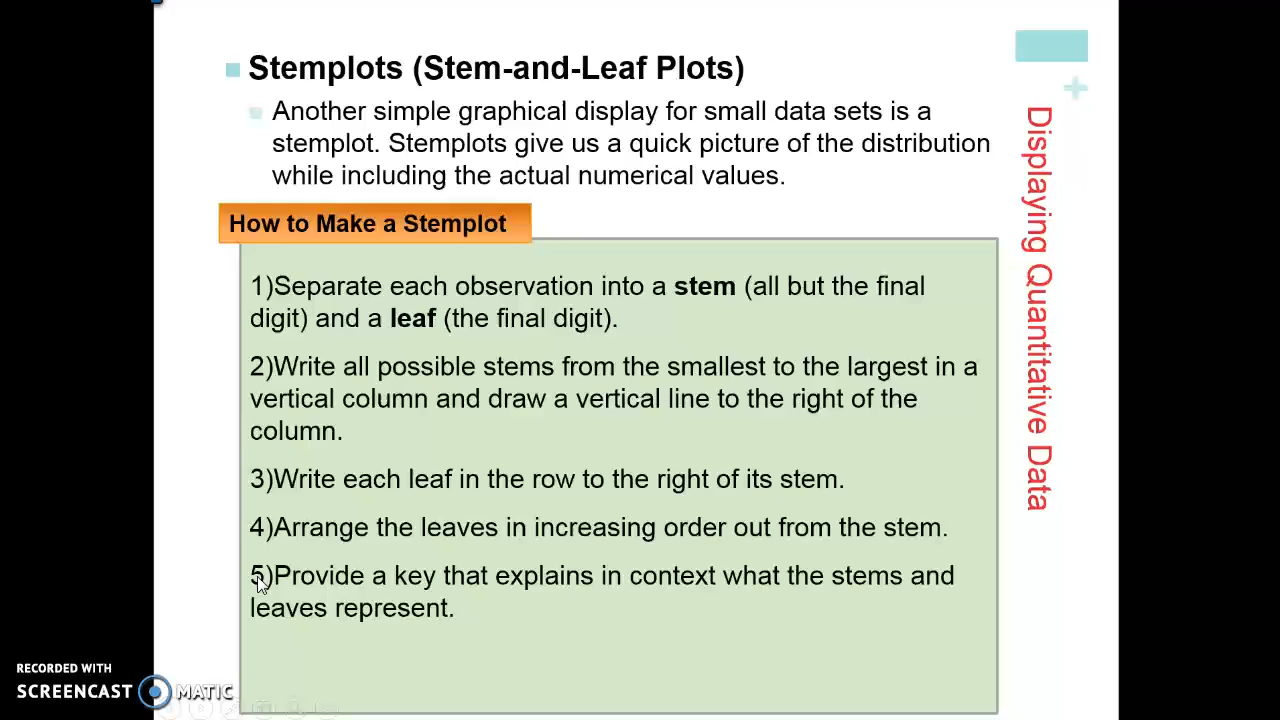 Stemplots (Stem-and-Leaf Plots)
Another simple graphical display for small data sets is a
stemplot. Stemplots give us a quick picture of the distribution
while including the actual numerical values.
How to Make a Stemplot
1)Separate each observation into a stem (all but the final
digit) and a leaf (the final digit).
2)Write all possible stems from the smallest to the largest in a
vertical column and draw a vertical line to the right of the
column.
3)Write each leaf in the row to the right of its stem.
4)Arrange the leaves in increasing order out from the stem.
5)Provide a key that explains in context what the stems and
leaves represent.
+
Displaying Quantitative Data
RECORDED WITH
SCREENCAST MATIC